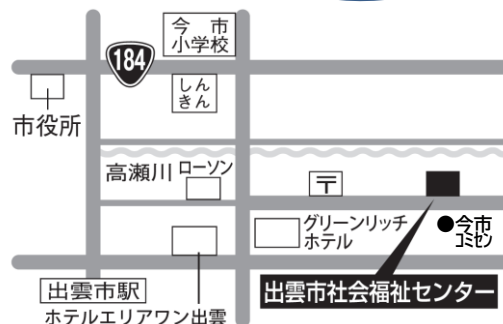 今 市
小学校
184
しん
きん
市役所
高瀬川
ローソン
〒
グリーンリッチ
ホテル
●今市
コミセン
出雲市駅
出雲市社会福祉センター
ホテルエリアワン出雲